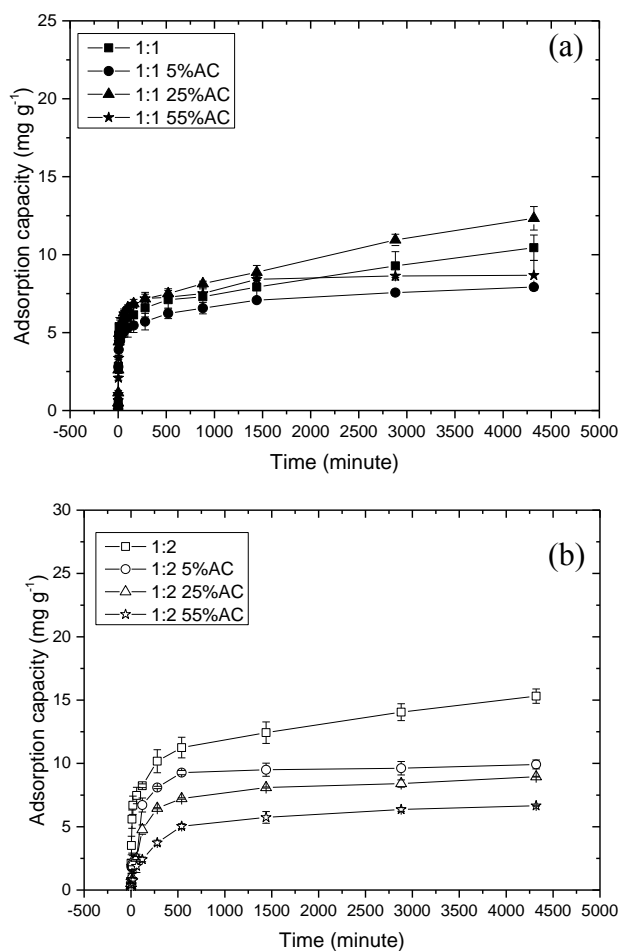 (a)
1:1
1:1 5%AC
1:1 25%AC
1:1 55%AC
25
20
15
10
5
0
Adsorption capacity (mg g-1)
-500 0 500 1000 1500 2000 2500 3000 3500 4000 4500 5000
Time (minute)
(b)
1:2
1:2 5%AC
1:2 25%AC
1:2 55%AC
30
25
20
15
10
5
0
Adsorption capacity (mg g-1)
-500 0 500 1000 1500 2000 2500 3000 3500 4000 4500 5000
Time (minute)